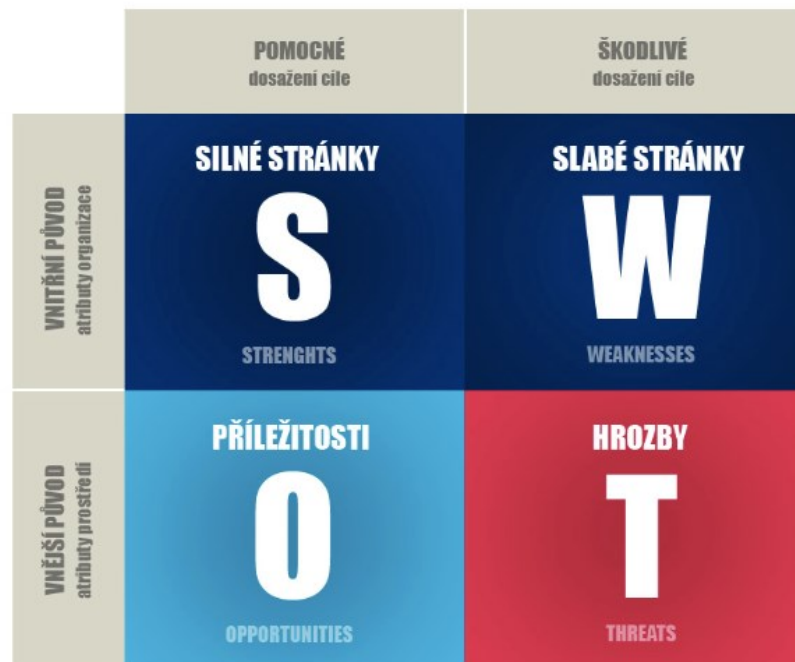 POMOCNÉ
dosažení cíle
ŠKODLIVÉ
dosažení cíle
VNITŘNÍ PŮVOD
atributy organizace
SILNÉ STRÁNKY
S
STRENGHTS
SLABÉ STRÁNKY
W
WEAKNESSES
VNĚJŠÍ PŮVOD
atributy prostředí
PŘÍLEŽITOSTI
O
OPPORTUNITIES
HROZBY
T
THREATS